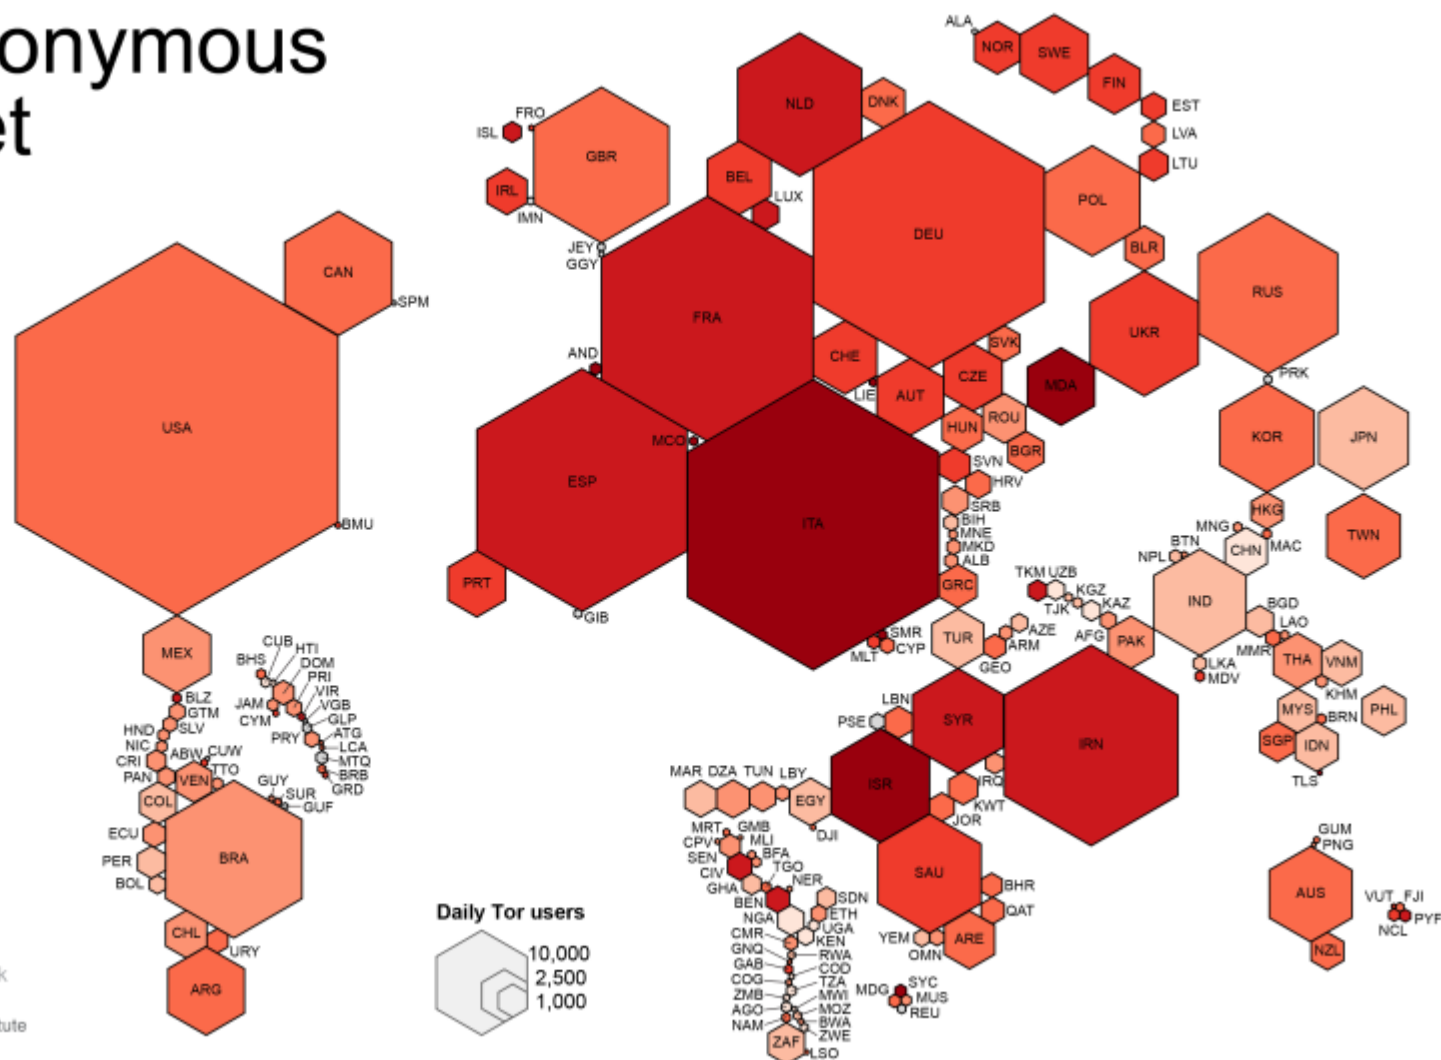 onymous
et
ALA
NOR
SWE
FIN
EST
LVA
LTU
NLD
DNK
FRO
ISL
GBR
IRL
IMN
BEL
LUX
JEY
GGY
DEU
POL
BLR
CAN
SPM
RUS
FRA
UKR
AND
CHE
SVK
LIE
AUT
CZE
MDA
PRK
ROU
HUN
BGR
USA
MCO
KOR
JPN
SVN
HRV
ESP
SRB
BIH
MNE
MKD
ALB
ITA
BMU
HKG
MNG
MAC
TWN
BTN
NPL
CHN
PRT
GRC
GIB
TKM
UZB
KGZ
TJK
KAZ
IND
BGD
LAO
AFG
PAK
MMR
THA
VNM
AZE
TUR
ARM
GEO
SMR
MLT
CYP
LKA
MDV
KHM
MEX
CUB
HTI
BHS
DOM
PRI
VIR
VGB
JAM
CYM
GLP
PRY
ATG
LCA
MTQ
BRB
GRD
BLZ
GTM
SLV
HND
NIC
CRI
ABW
CUW
PAN
VEN
TTO
COL
GUY
SUR
GUF
ECU
PER
BOL
BRA
CHL
URY
ARG
LBN
PSE
SYR
IRN
MYS
BRN
PHL
SGP
IDN
TLS
MAR
DZA
TUN
LBY
EGY
DJI
ISR
IRQ
KWT
JOR
MRT
GMB
CPV
MLI
SEN
BFA
CIV
TGO
GHA
NER
BEN
SDN
NGA
ETH
UGA
CMR
KEN
GNQ
RWA
GAB
COD
COG
TZA
ZMB
MWI
AGO
MOZ
NAM
BWA
ZWE
ZAF
LSO
SAU
BHR
QAT
YEM
OMN
ARE
MDG
SYC
MUS
REU
GUM
PNG
AUS
NZL
VUT
FJI
PYF
NCL
Daily Tor users
10,000
2,500
1,000
k
tute